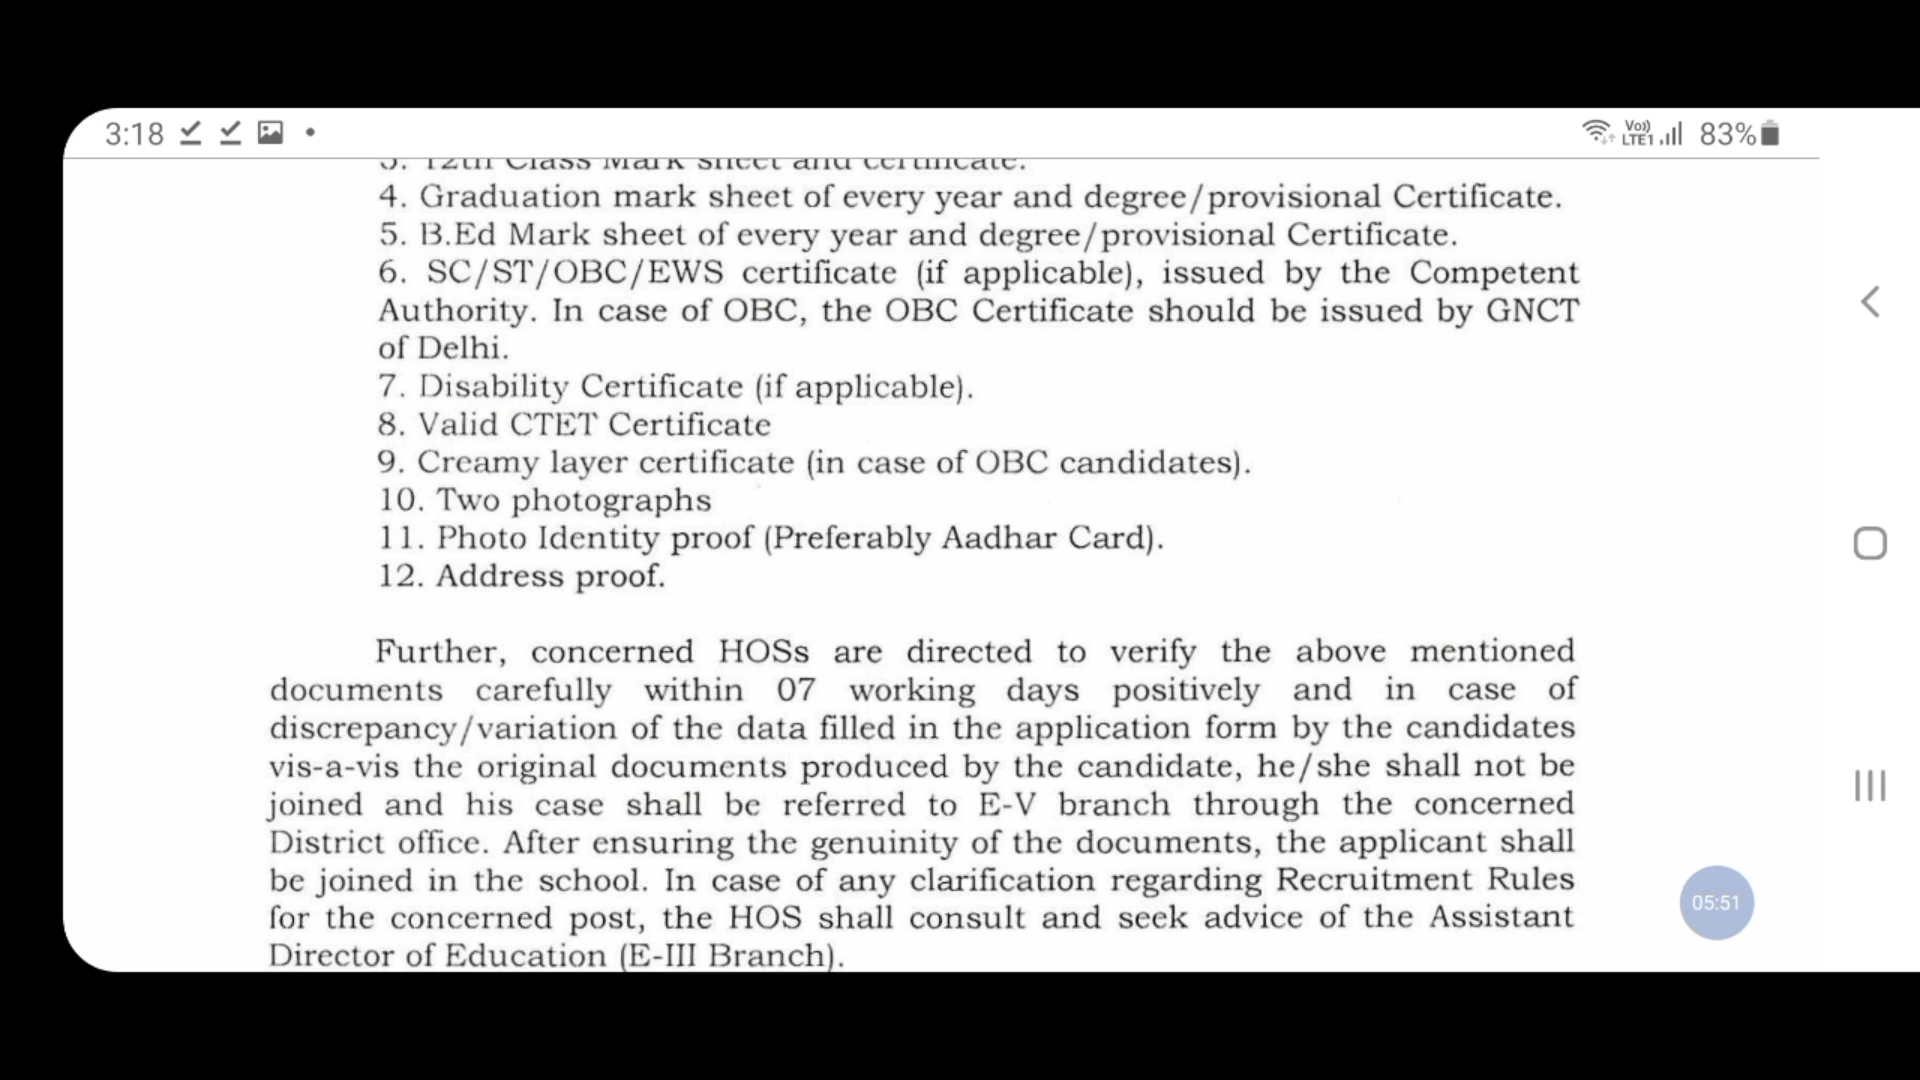 3:18
Vo)) LTE1 83%
3. 12th Class Mark sheet and certificate.
4. Graduation mark sheet of every year and degree/provisional Certificate.
5. B.Ed Mark sheet of every year and degree/provisional Certificate.
6. SC/ST/OBC/EWS certificate (if applicable), issued by the Competent
Authority. In case of OBC, the OBC Certificate should be issued by GNCT
of Delhi.
7. Disability Certificate (if applicable).
8. Valid CTET Certificate
9. Creamy layer certificate (in case of OBC candidates).
10. Two photographs
11. Photo Identity proof (Preferably Aadhar Card).
12. Address proof.
Further, concerned HOSs are directed to verify the above mentioned
documents carefully within 07 working days positively and in case of
discrepancy/variation of the data filled in the application form by the candidates
vis-a-vis the original documents produced by the candidate, he/she shall not be
joined and his case shall be referred to E-V branch through the concerned
District office. After ensuring the genuinity of the documents, the applicant shall
be joined in the school. In case of any clarification regarding Recruitment Rules
for the concerned post, the HOS shall consult and seek advice of the Assistant
Director of Education (E-III Branch).
05:51